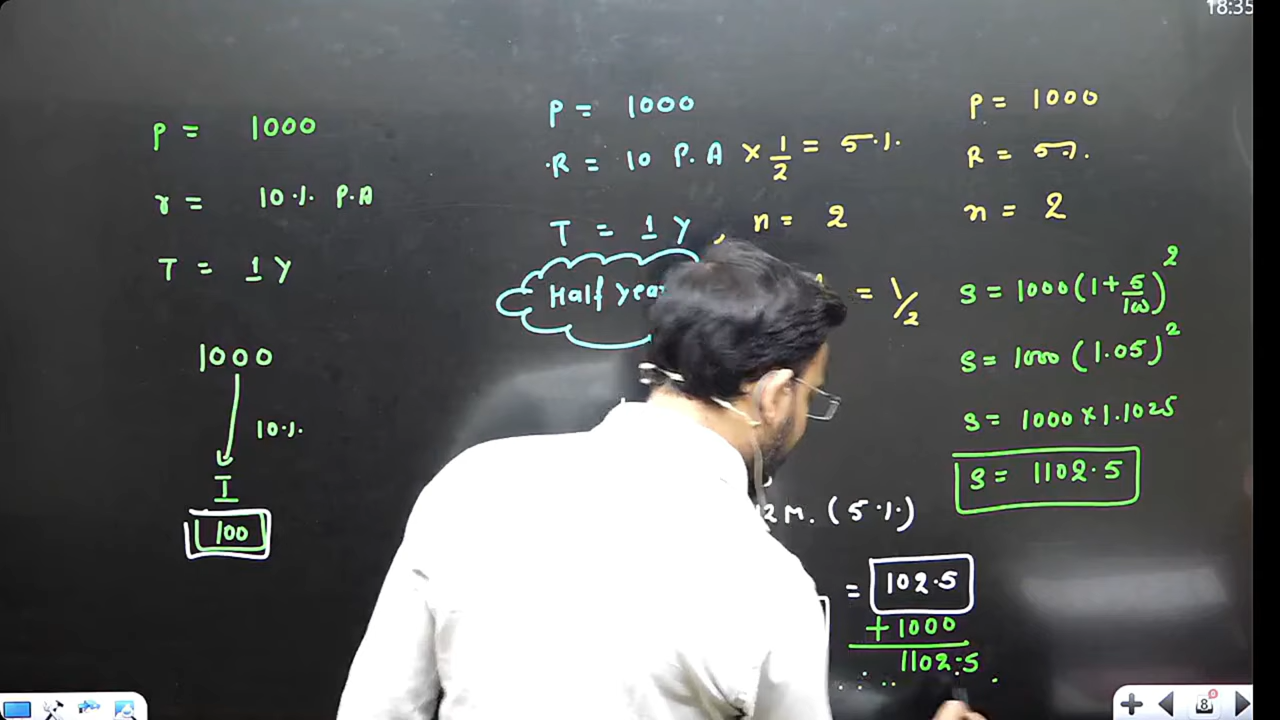 18:35
P = 1000
r = 10% P.A
T = 1 Y
1000
10%
I
100
P = 1000
R = 10 P.A × 1/2 = 5%
T = 1 Y, n = 2
Half year
= 1/2
12 M. (5%)
= 102.5
+1000
1102.5
P = 1000
R = 5%
n = 2
S = 1000(1+5/100)²
S = 1000 (1.05)²
S = 1000 × 1.1025
S = 1102.5
8